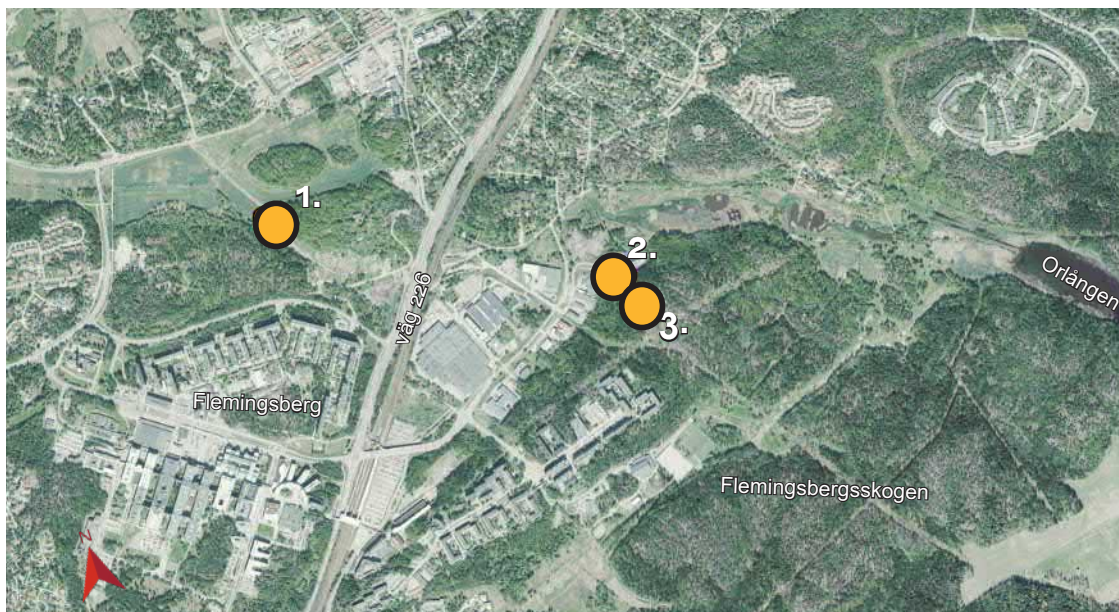 1.
2.
Orlången
3.
väg 226
Flemingsberg
Flemingsbergsskogen
N